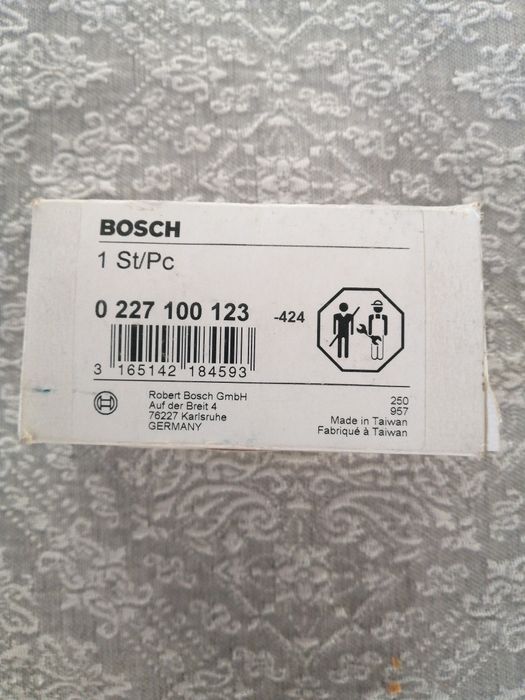 BOSCH
1 St/Pc
0 227 100 123 -424
3 165142 184593
Robert Bosch GmbH
Auf der Breit 4
76227 Karlsruhe
GERMANY
250
957
Made in Taiwan
Fabriqué à Taiwan